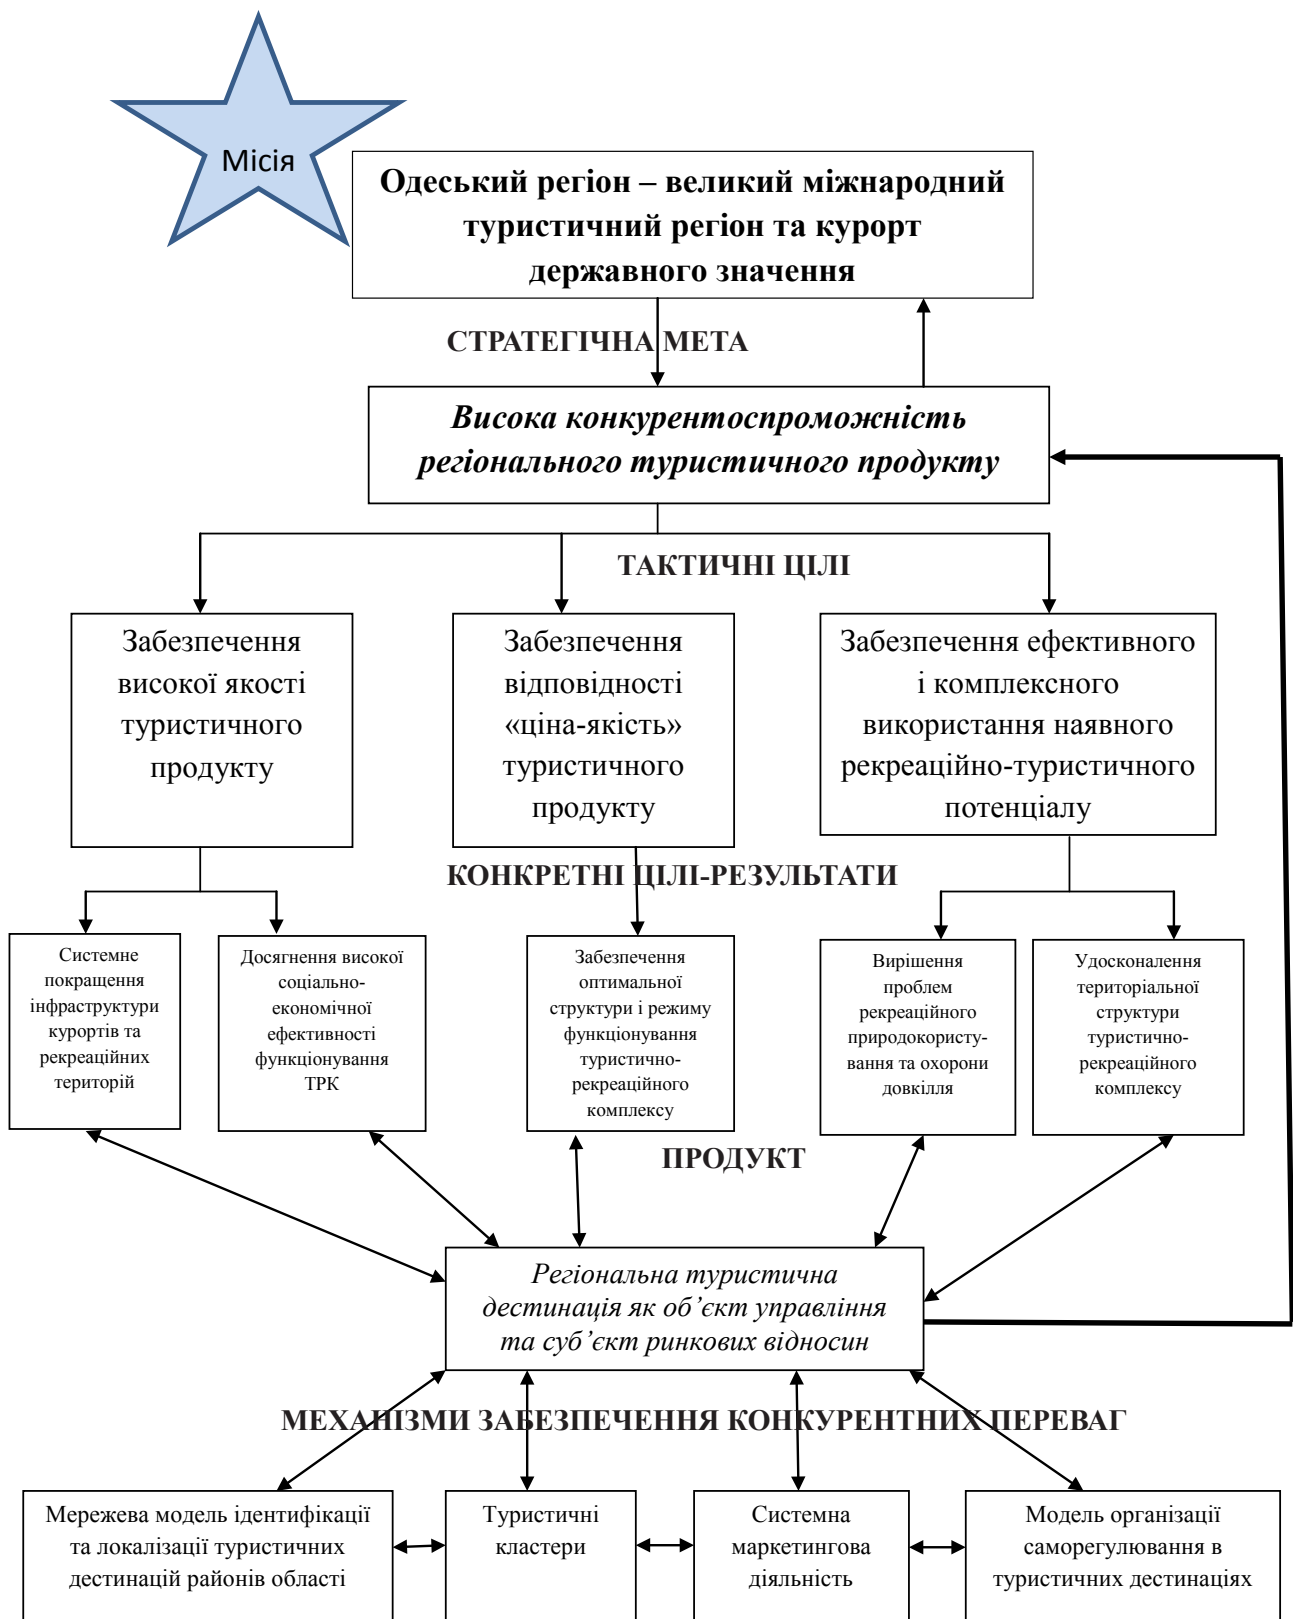 Місія
Одеський регіон – великий міжнародний
туристичний регіон та курорт
державного значення
СТРАТЕГІЧНА МЕТА
Висока конкурентоспроможність
регіонального туристичного продукту
ТАКТИЧНІ ЦІЛІ
Забезпечення
високої якості
туристичного
продукту
Забезпечення
відповідності
«ціна-якість»
туристичного
продукту
Забезпечення ефективного
і комплексного
використання наявного
рекреаційно-туристичного
потенціалу
КОНКРЕТНІ ЦІЛІ-РЕЗУЛЬТАТИ
Системне
покращення
інфраструктури
курортів та
рекреаційних
територій
Досягнення високої
соціально-
економічної
ефективності
функціонування
ТРК
Забезпечення
оптимальної
структури і режиму
функціонування
туристично-
рекреаційного
комплексу
Вирішення
проблем
рекреаційного
природокористу-
вання та охорони
довкілля
Удосконалення
територіальної
структури
туристично-
рекреаційного
комплексу
ПРОДУКТ
Регіональна туристична
дестинація як об’єкт управління
та суб’єкт ринкових відносин
МЕХАНІЗМИ ЗАБЕЗПЕЧЕННЯ КОНКУРЕНТНИХ ПЕРЕВАГ
Мережева модель ідентифікації
та локалізації туристичних
дестинацій районів області
Туристичні
кластери
Системна
маркетингова
діяльність
Модель організації
саморегулювання в
туристичних дестинаціях